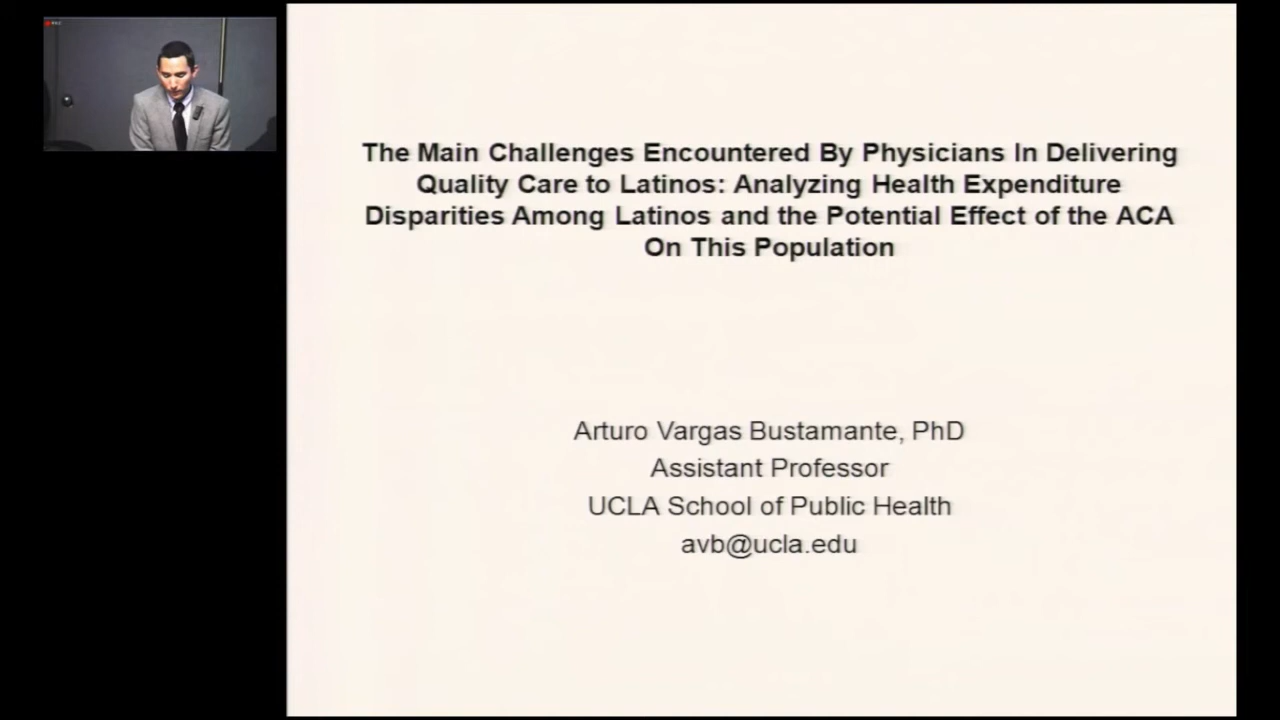 The Main Challenges Encountered By Physicians In Delivering
Quality Care to Latinos: Analyzing Health Expenditure
Disparities Among Latinos and the Potential Effect of the ACA
On This Population
Arturo Vargas Bustamante, PhD
Assistant Professor
UCLA School of Public Health
avb@ucla.edu